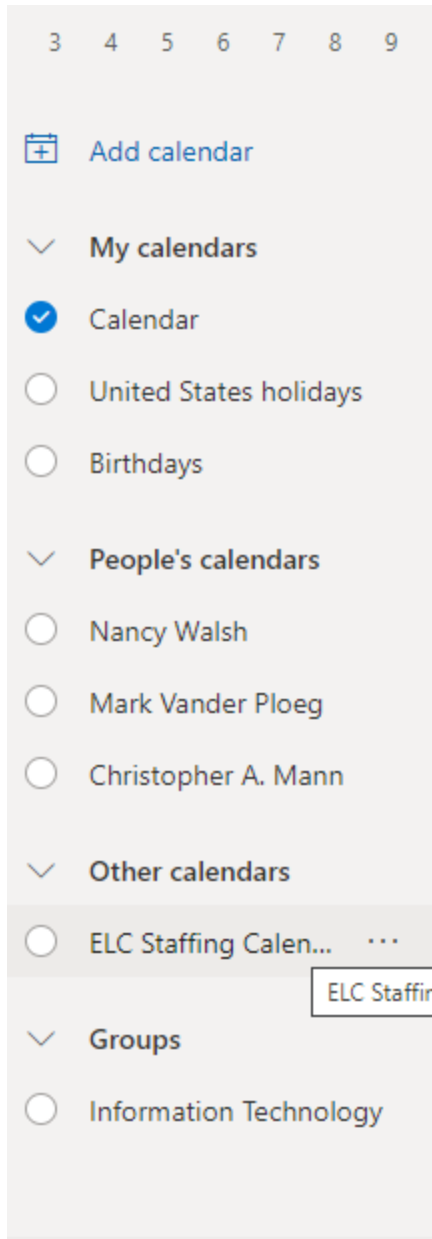 3 4 5 6 7 8 9
Add calendar
My calendars
Calendar
United States holidays
Birthdays
People's calendars
Nancy Walsh
Mark Vander Ploeg
Christopher A. Mann
Other calendars
ELC Staffing Calen... ...
ELC Staffin
Groups
Information Technology